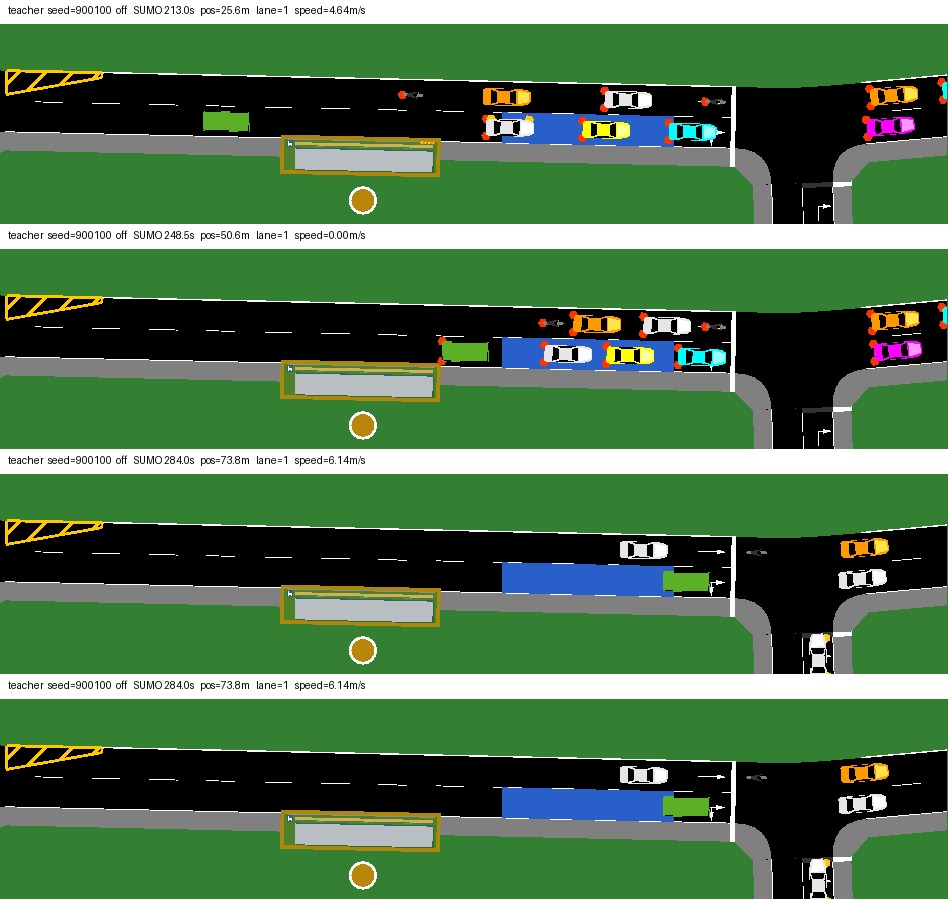 teacher seed=900100 off SUMO 213.0s pos=25.6m lane=1 speed=4.64m/s
teacher seed=900100 off SUMO 248.5s pos=50.6m lane=1 speed=0.00m/s
teacher seed=900100 off SUMO 284.0s pos=73.8m lane=1 speed=6.14m/s
teacher seed=900100 off SUMO 284.0s pos=73.8m lane=1 speed=6.14m/s